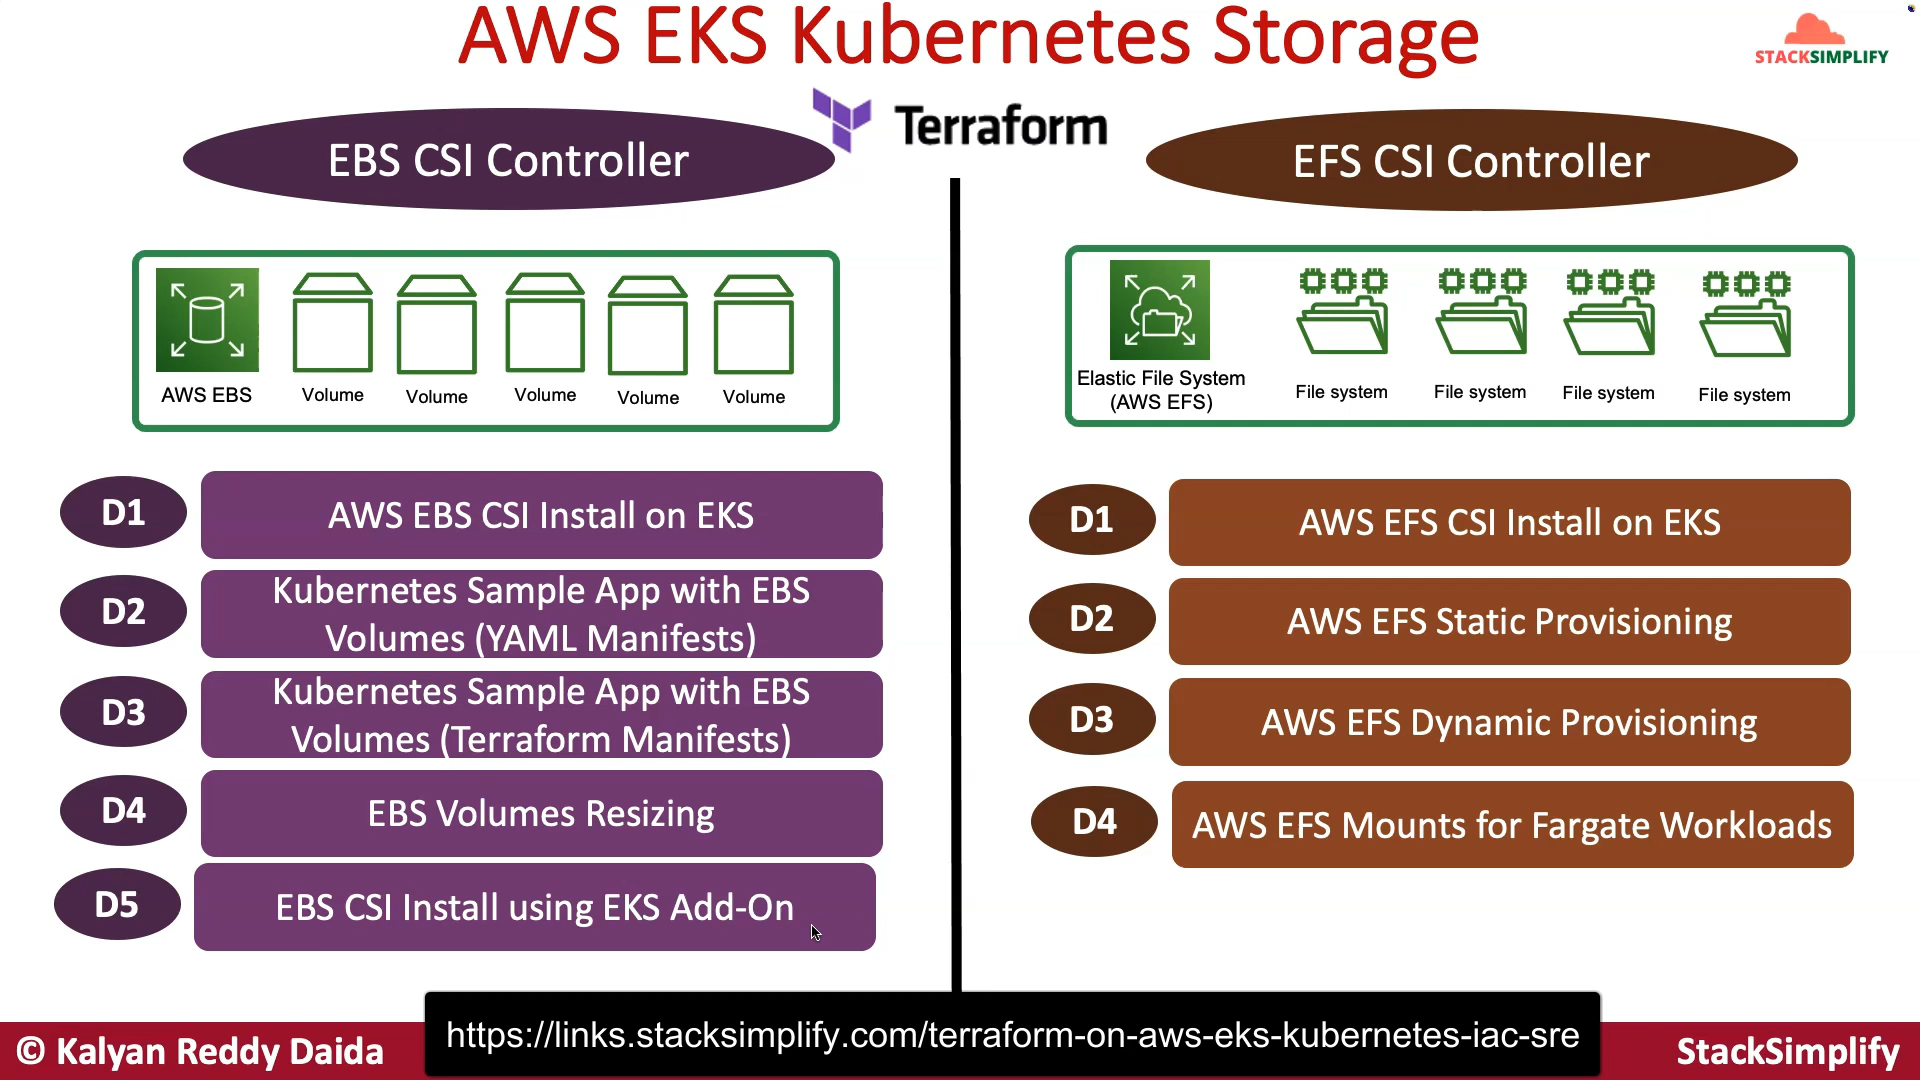 AWS EKS Kubernetes Storage
STACKSIMPLIFY
Terraform
EBS CSI Controller
AWS EBS
Volume
Volume
Volume
Volume
Volume
D1
AWS EBS CSI Install on EKS
D2
Kubernetes Sample App with EBS
Volumes (YAML Manifests)
D3
Kubernetes Sample App with EBS
Volumes (Terraform Manifests)
D4
EBS Volumes Resizing
D5
EBS CSI Install using EKS Add-On
EFS CSI Controller
Elastic File System
(AWS EFS)
File system
File system
File system
File system
D1
AWS EFS CSI Install on EKS
D2
AWS EFS Static Provisioning
D3
AWS EFS Dynamic Provisioning
D4
AWS EFS Mounts for Fargate Workloads
© Kalyan Reddy Daida
https://links.stacksimplify.com/terraform-on-aws-eks-kubernetes-iac-sre
StackSimplify